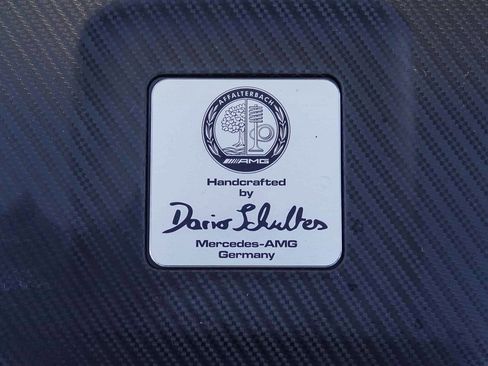 AFFALTERBACH
AMG
Handcrafted
by
Dario Schultes
Mercedes-AMG
Germany